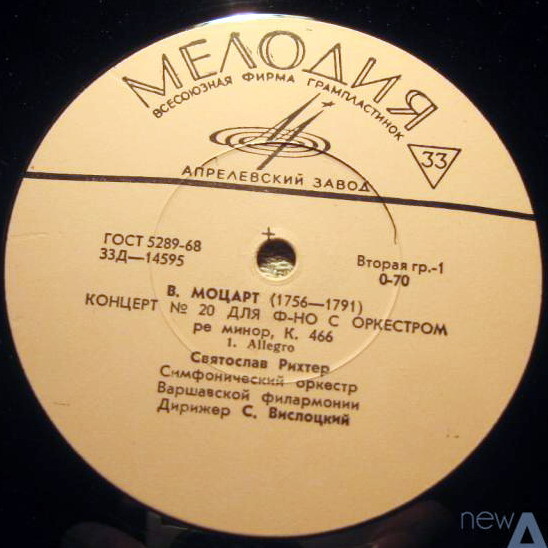 МЕЛОДИЯ
ВСЕСОЮЗНАЯ ФИРМА ГРАМПЛАСТИНОК
33
АПРЕЛЕВСКИЙ ЗАВОД
ГОСТ 5289-68
33Д—14595
Вторая гр.-1
0-70
В. МОЦАРТ (1756—1791)
КОНЦЕРТ № 20 ДЛЯ Ф-НО С ОРКЕСТРОМ
ре минор, К. 466
1. Allegro
Святослав Рихтер
Симфонический оркестр
Варшавской филармонии
Дирижер С. Вислоцкий
newA